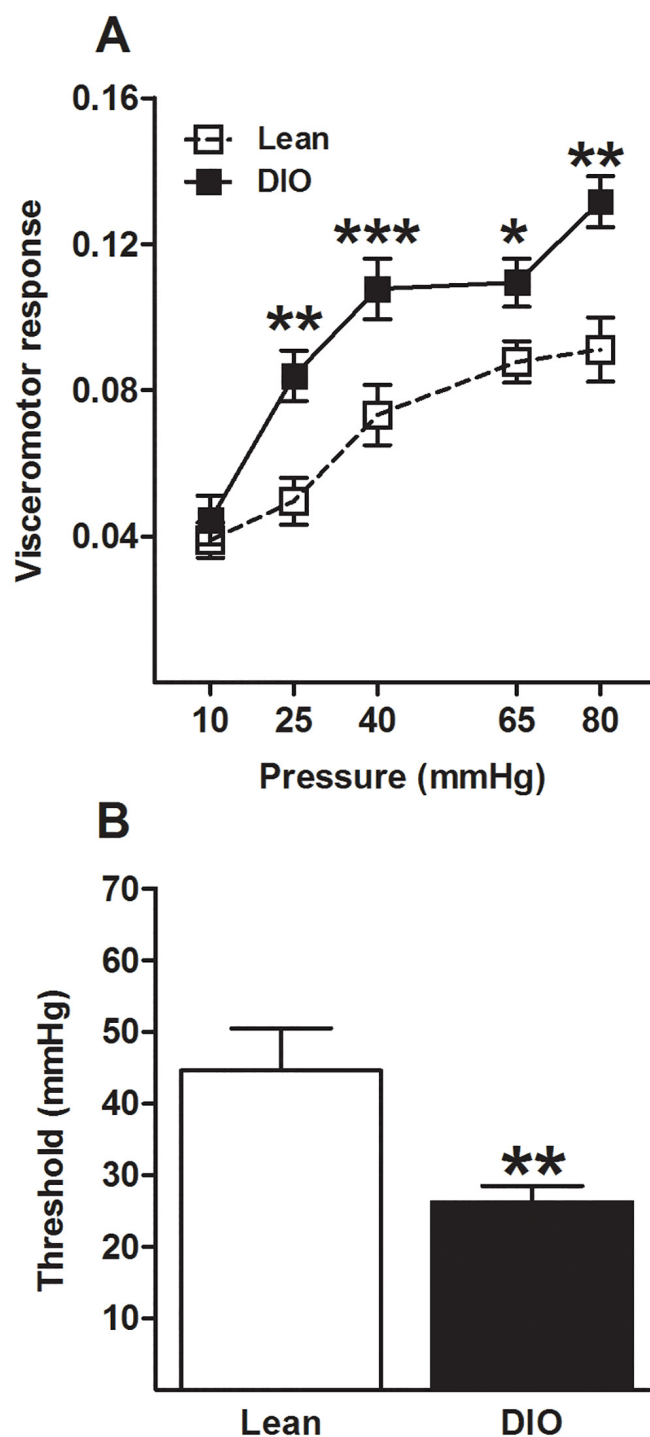 A
0.16
Lean
DIO
**
0.12
***
*
**
0.08
0.04
Visceromotor response
10 25 40 65 80
Pressure (mmHg)
B
70
60
50
40
30
**
20
10
Threshold (mmHg)
Lean DIO